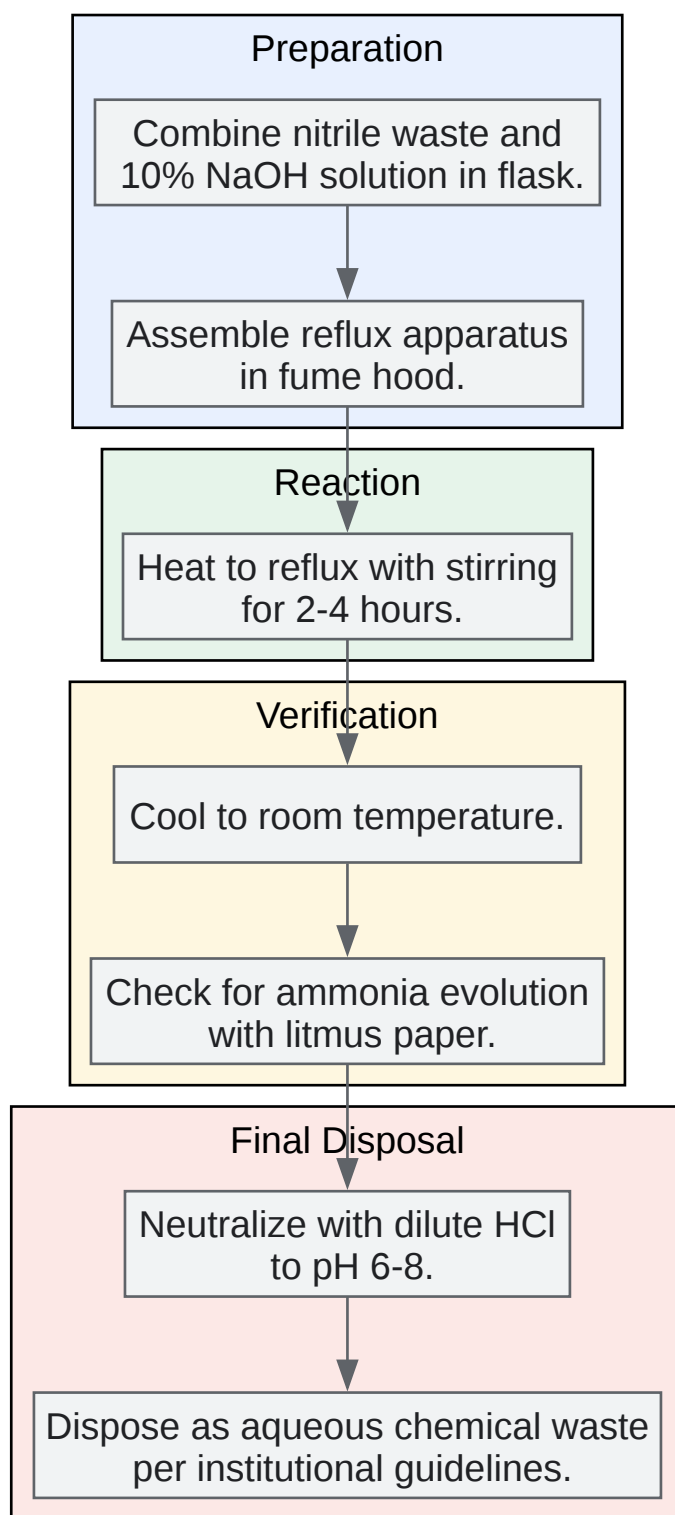 Preparation
Combine nitrile waste and
10% NaOH solution in flask.
Assemble reflux apparatus
in fume hood.
Reaction
Heat to reflux with stirring
for 2-4 hours.
Verification
Cool to room temperature.
Check for ammonia evolution
with litmus paper.
Final Disposal
Neutralize with dilute HCl
to pH 6-8.
Dispose as aqueous chemical waste
per institutional guidelines.